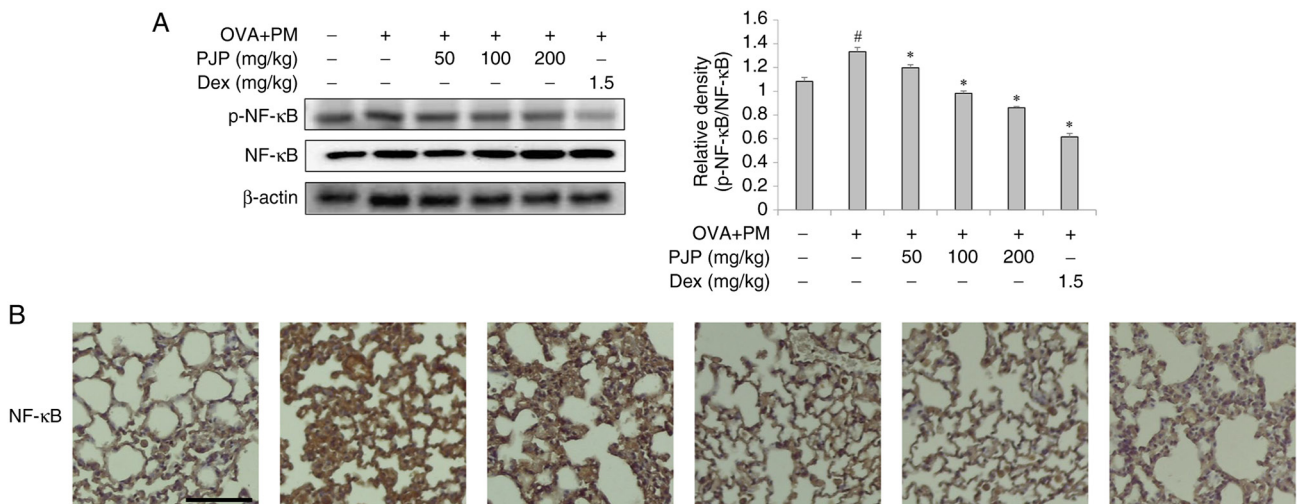 A
OVA+PM – + + + + +
PJP (mg/kg) – – 50 100 200 –
Dex (mg/kg) – – – – – 1.5
p-NF-κB
NF-κB
β-actin
Relative density
(p-NF-κB/NF-κB)
1.6
1.4
1.2
1
0.8
0.6
0.4
0.2
0
# * * * *
OVA+PM – + + + + +
PJP (mg/kg) – – 50 100 200 –
Dex (mg/kg) – – – – – 1.5
B
NF-κB